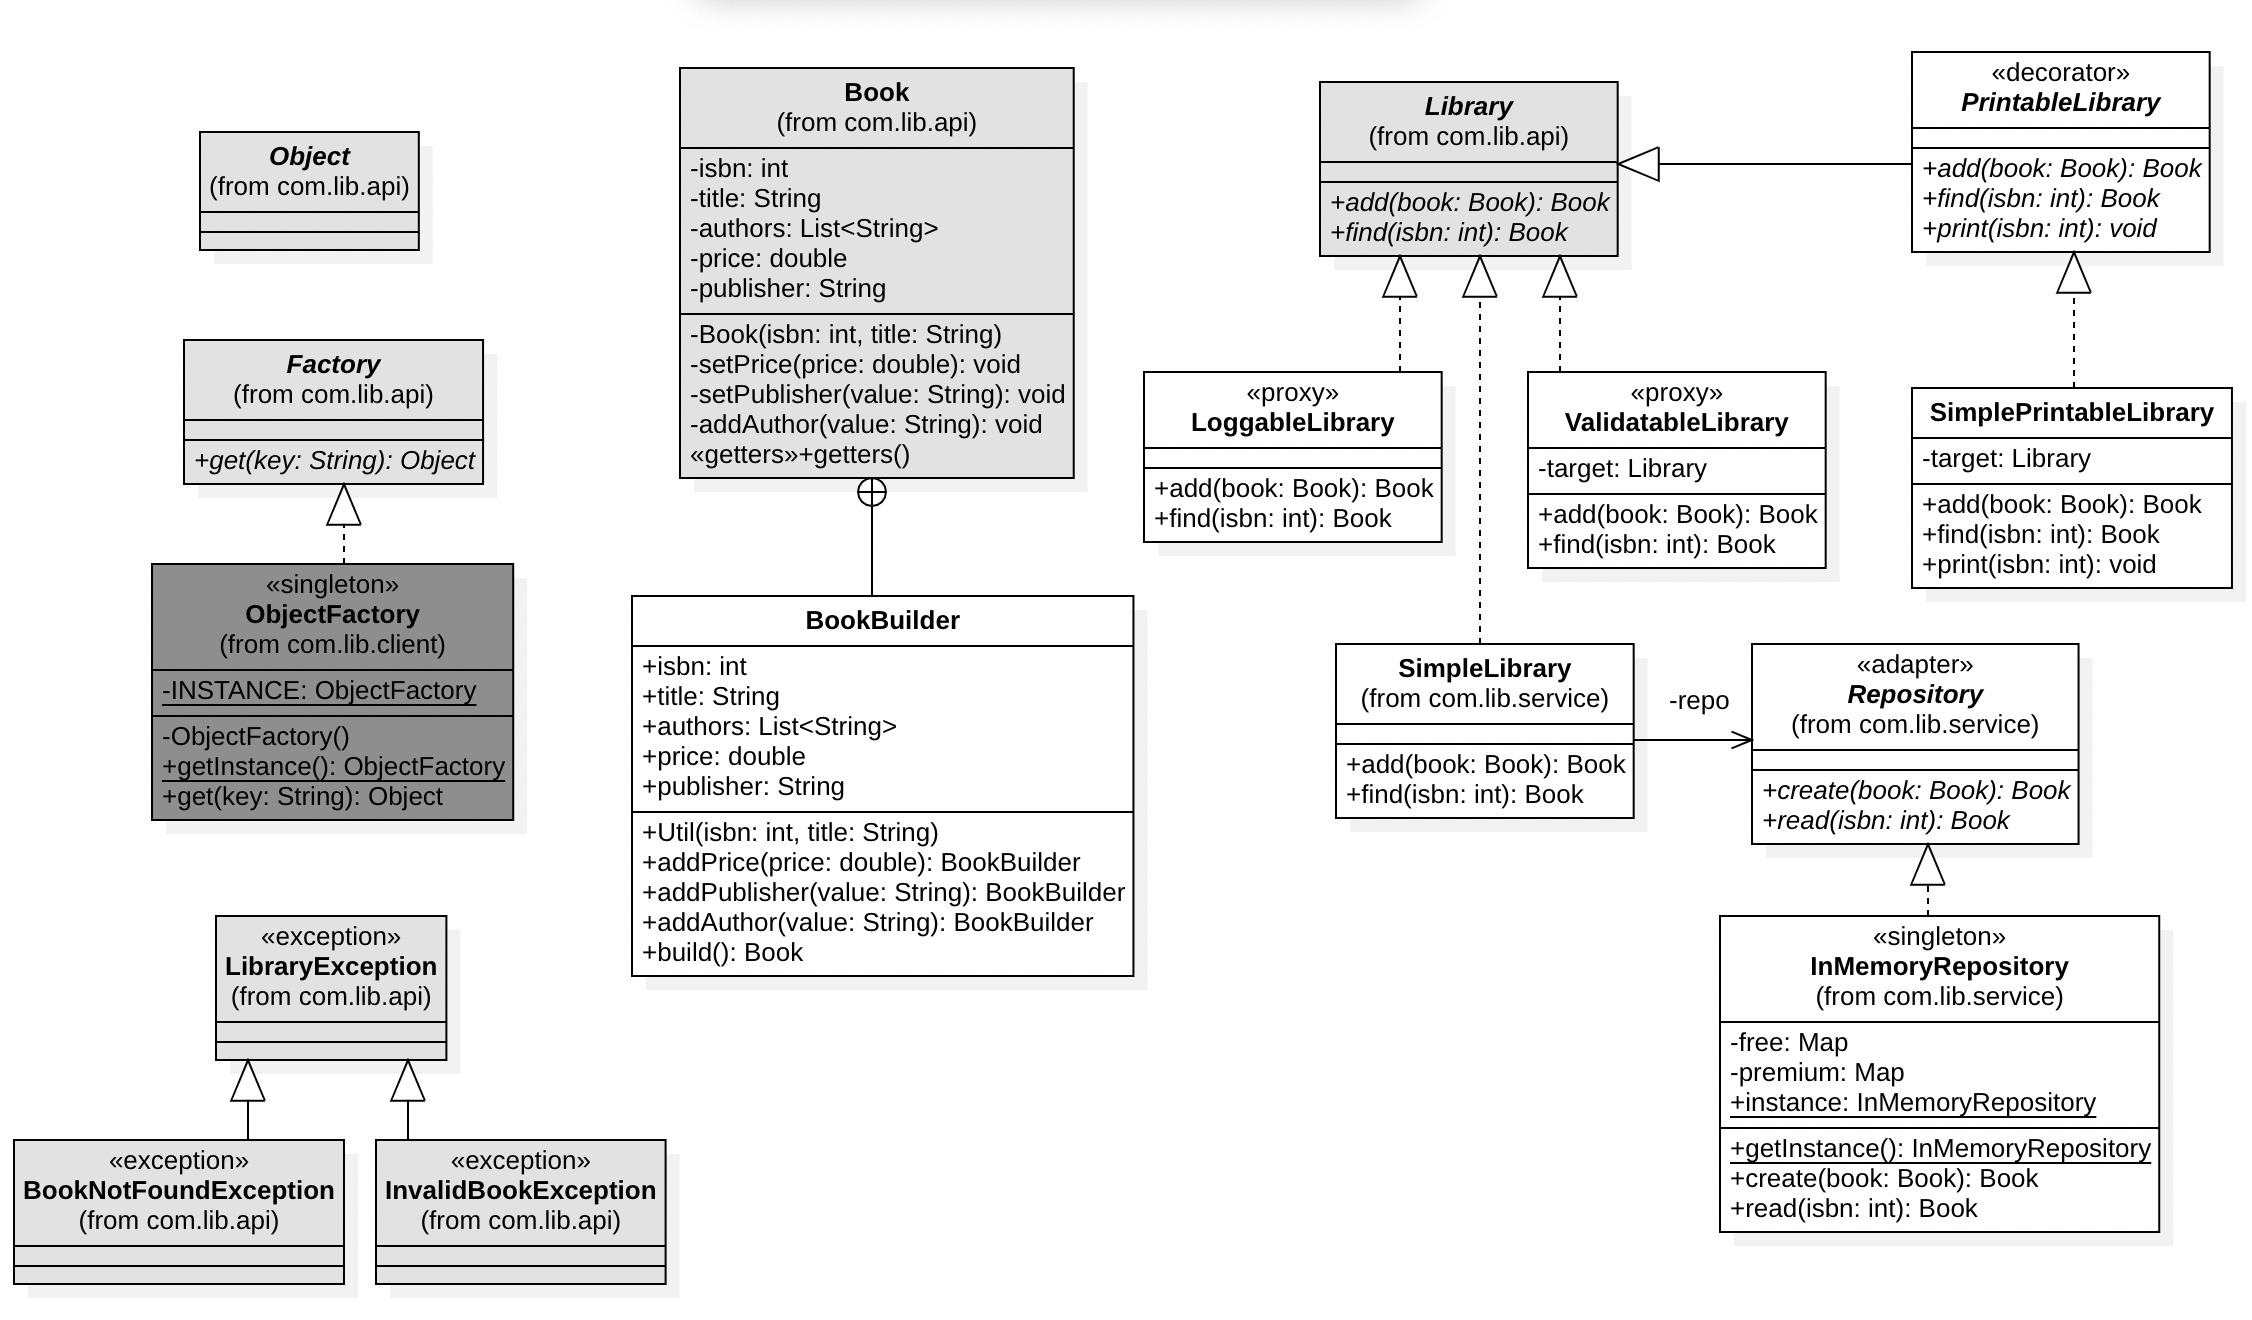 Object
(from com.lib.api)
Factory
(from com.lib.api)
+get(key: String): Object
«singleton»
ObjectFactory
(from com.lib.client)
-INSTANCE: ObjectFactory
-ObjectFactory()
+getInstance(): ObjectFactory
+get(key: String): Object
«exception»
LibraryException
(from com.lib.api)
«exception»
BookNotFoundException
(from com.lib.api)
«exception»
InvalidBookException
(from com.lib.api)
Book
(from com.lib.api)
-isbn: int
-title: String
-authors: List<String>
-price: double
-publisher: String
-Book(isbn: int, title: String)
-setPrice(price: double): void
-setPublisher(value: String): void
-addAuthor(value: String): void
«getters»+getters()
BookBuilder
+isbn: int
+title: String
+authors: List<String>
+price: double
+publisher: String
+Util(isbn: int, title: String)
+addPrice(price: double): BookBuilder
+addPublisher(value: String): BookBuilder
+addAuthor(value: String): BookBuilder
+build(): Book
Library
(from com.lib.api)
+add(book: Book): Book
+find(isbn: int): Book
«decorator»
PrintableLibrary
+add(book: Book): Book
+find(isbn: int): Book
+print(isbn: int): void
«proxy»
LoggableLibrary
+add(book: Book): Book
+find(isbn: int): Book
«proxy»
ValidatableLibrary
-target: Library
+add(book: Book): Book
+find(isbn: int): Book
SimplePrintableLibrary
-target: Library
+add(book: Book): Book
+find(isbn: int): Book
+print(isbn: int): void
SimpleLibrary
(from com.lib.service)
+add(book: Book): Book
+find(isbn: int): Book
-repo
«adapter»
Repository
(from com.lib.service)
+create(book: Book): Book
+read(isbn: int): Book
«singleton»
InMemoryRepository
(from com.lib.service)
-free: Map
-premium: Map
+instance: InMemoryRepository
+getInstance(): InMemoryRepository
+create(book: Book): Book
+read(isbn: int): Book